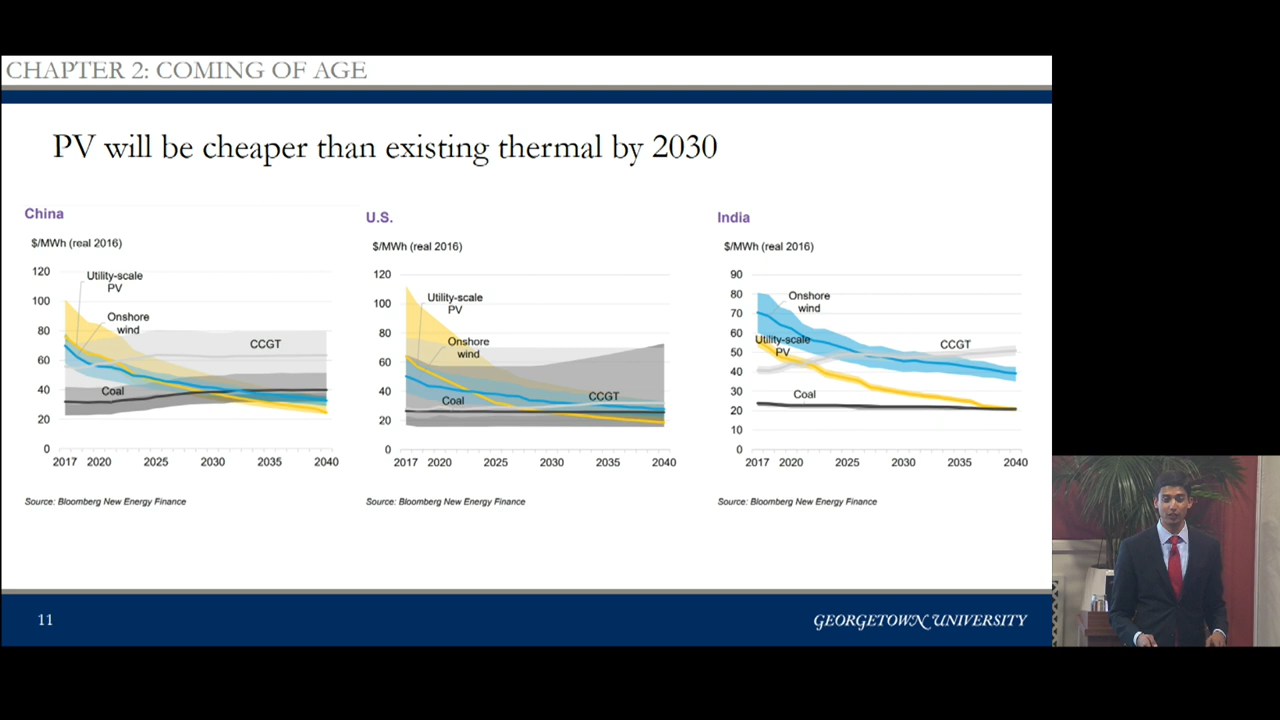 CHAPTER 2: COMING OF AGE
PV will be cheaper than existing thermal by 2030
China
$/MWh (real 2016)
120
100
80
60
40
20
0
Utility-scale
PV
Onshore
wind
CCGT
Coal
2017 2020 2025 2030 2035 2040
Source: Bloomberg New Energy Finance
U.S.
$/MWh (real 2016)
120
100
80
60
40
20
0
Utility-scale
PV
Onshore
wind
Coal
CCGT
2017 2020 2025 2030 2035 2040
Source: Bloomberg New Energy Finance
India
$/MWh (real 2016)
90
80
70
60
50
40
30
20
10
0
Onshore
wind
Utility-scale
PV
CCGT
Coal
2017 2020 2025 2030 2035 2040
Source: Bloomberg New Energy Finance
11
GEORGETOWN UNIVERSITY